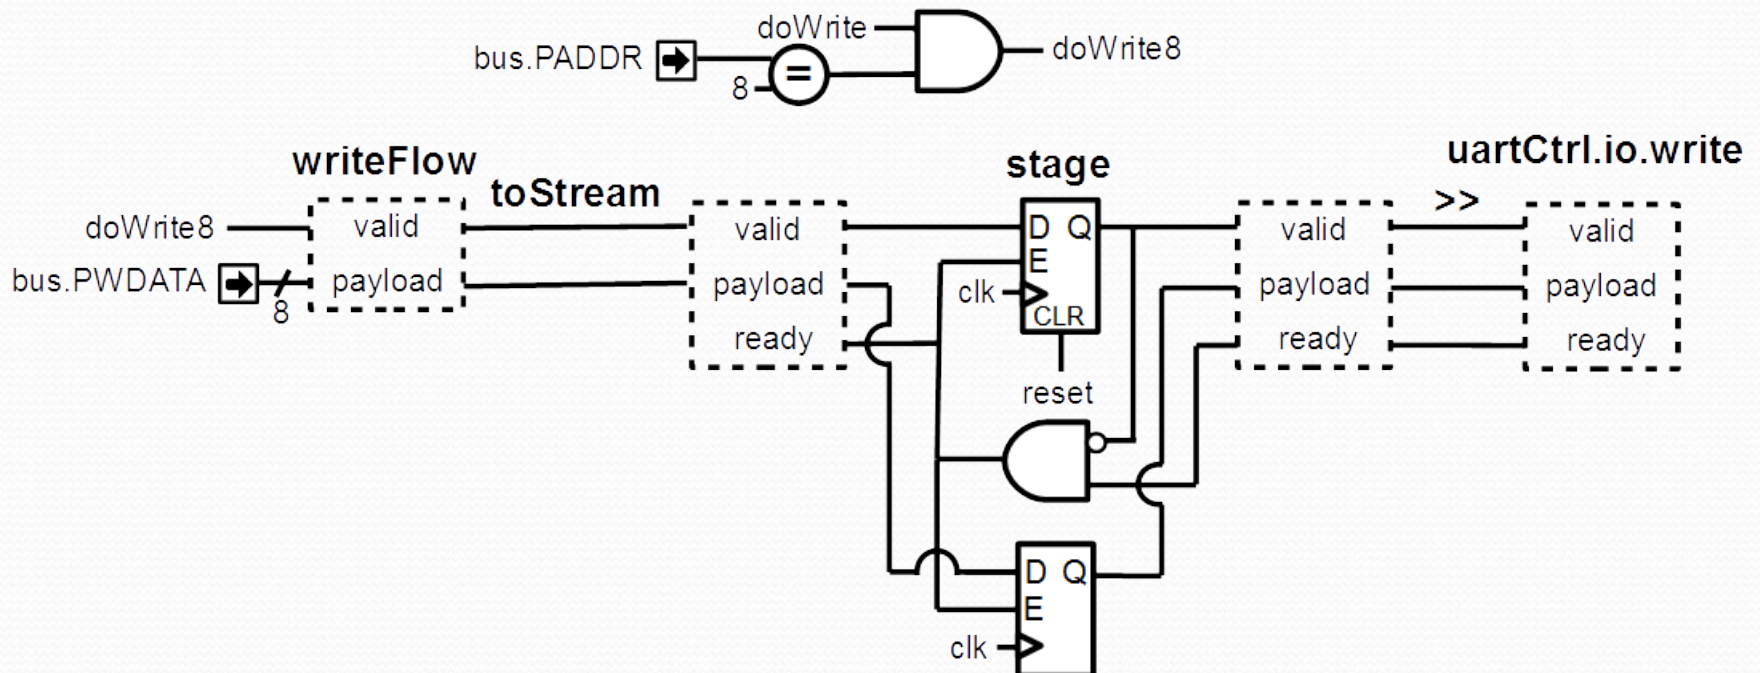 doWrite
bus.PADDR
=
doWrite8
8
writeFlow
toStream
stage
uartCtrl.io.write
>>
doWrite8
valid
valid
D Q
valid
valid
bus.PWDATA
8
payload
payload
E
payload
payload
clk
CLR
ready
ready
ready
reset
D Q
E
clk